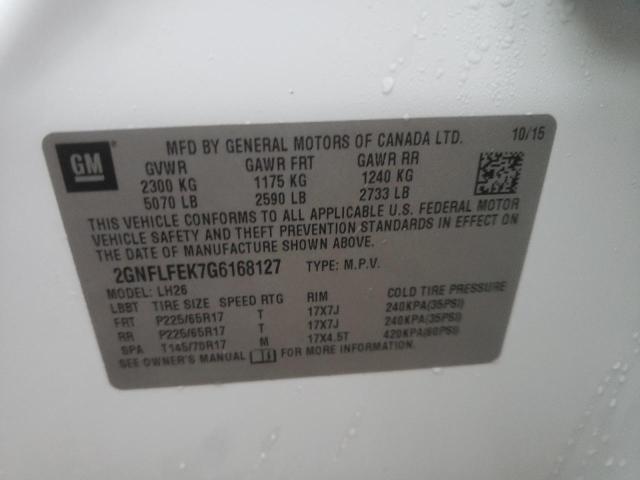 GM
MFD BY GENERAL MOTORS OF CANADA LTD. 10/15
GVWR GAWR FRT GAWR RR
2300 KG 1175 KG 1240 KG
5070 LB 2590 LB 2733 LB
THIS VEHICLE CONFORMS TO ALL APPLICABLE U.S. FEDERAL MOTOR
VEHICLE SAFETY AND THEFT PREVENTION STANDARDS IN EFFECT ON
THE DATE OF MANUFACTURE SHOWN ABOVE.
2GNFLFEK7G6168127 TYPE: M.P.V.
MODEL: LH26
LBBT TIRE SIZE SPEED RTG RIM COLD TIRE PRESSURE
FRT P225/65R17 T 17X7J 240KPA(35PSI)
RR P225/65R17 T 17X7J 240KPA(35PSI)
SPA T145/70R17 M 17X4.5T 420KPA(60PSI)
SEE OWNER'S MANUAL FOR MORE INFORMATION.